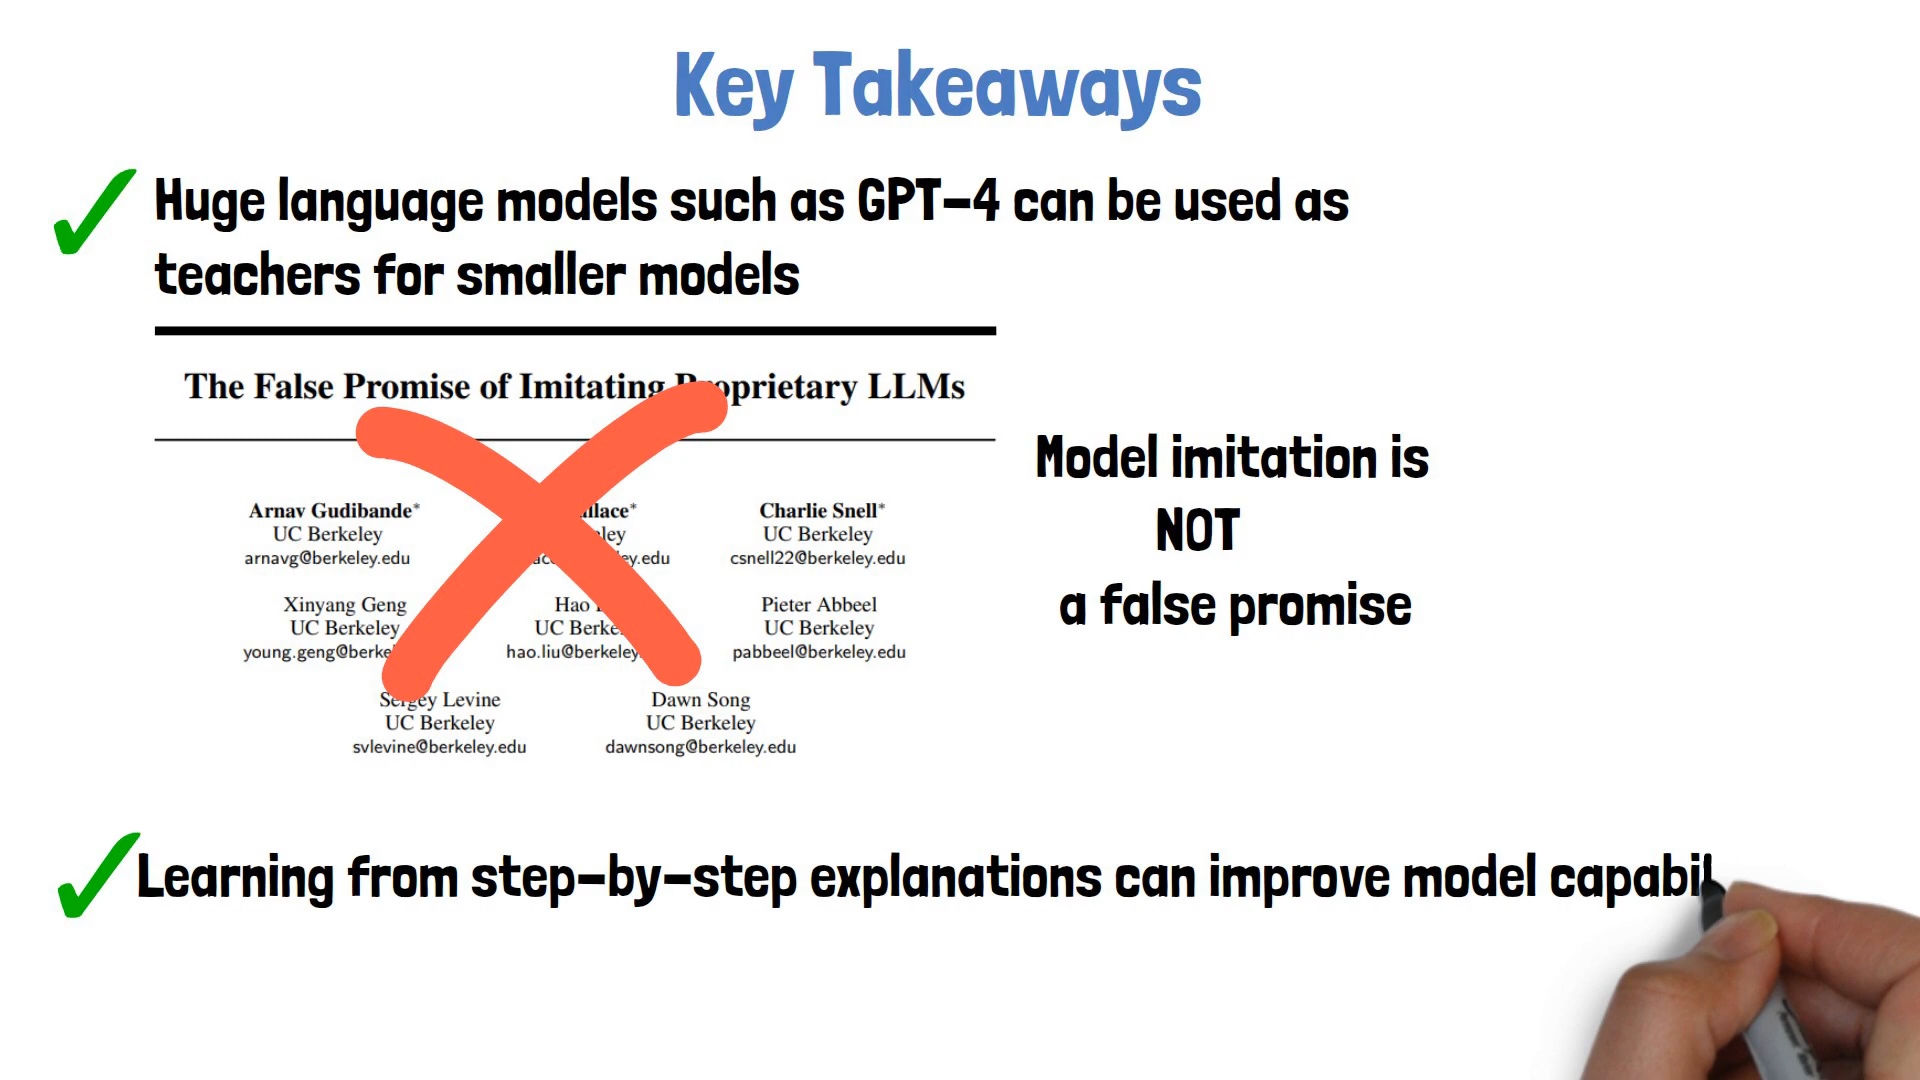 Key Takeaways
Huge language models such as GPT-4 can be used as
teachers for smaller models
The False Promise of Imitating Proprietary LLMs
Model imitation is
NOT
a false promise
Arnav Gudibande* Charlie Snell*
UC Berkeley UC Berkeley
arnavg@berkeley.edu csnell22@berkeley.edu
Xinyang Geng Hao Pieter Abbeel
UC Berkeley UC Berkeley
pabbeel@berkeley.edu
Sergey Levine Dawn Song
UC Berkeley UC Berkeley
svlevine@berkeley.edu dawnsong@berkeley.edu
Learning from step-by-step explanations can improve model capabil